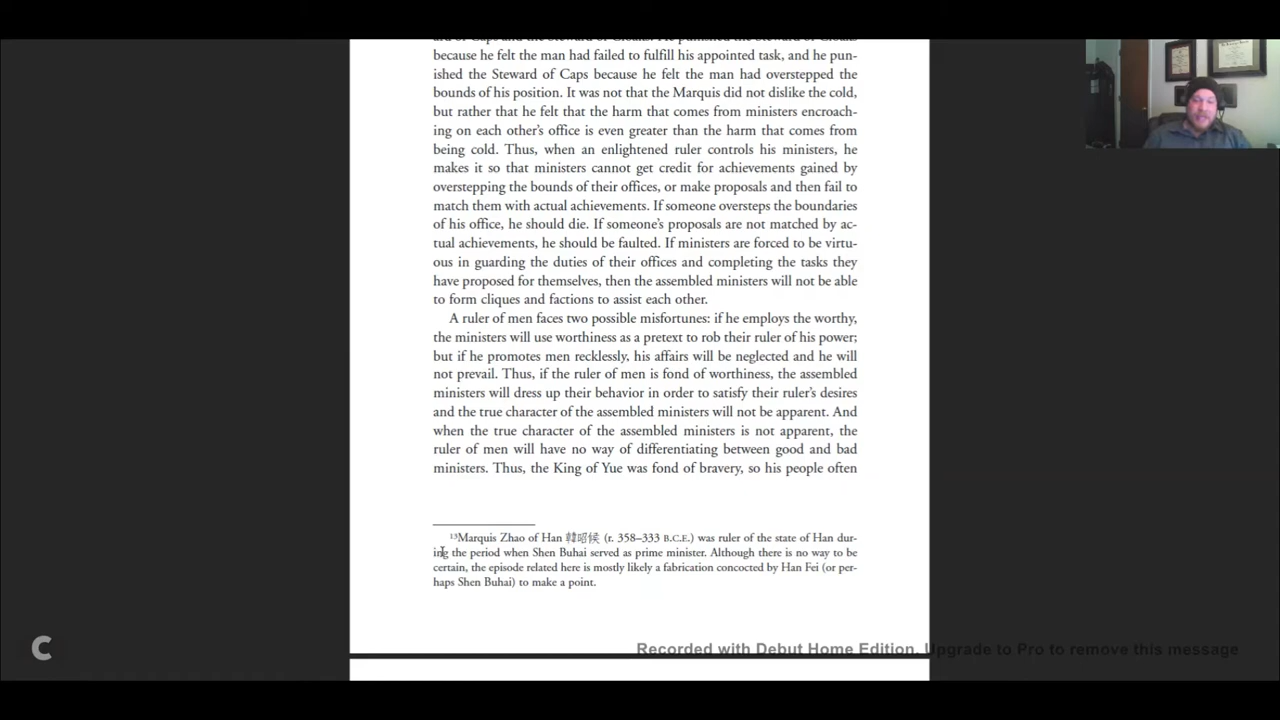 ard of Caps and the Steward of Cloaks. He punished the Steward of Cloaks
because he felt the man had failed to fulfill his appointed task, and he pun-
ished the Steward of Caps because he felt the man had overstepped the
bounds of his position. It was not that the Marquis did not dislike the cold,
but rather that he felt that the harm that comes from ministers encroach-
ing on each other's office is even greater than the harm that comes from
being cold. Thus, when an enlightened ruler controls his ministers, he
makes it so that ministers cannot get credit for achievements gained by
overstepping the bounds of their offices, or make proposals and then fail to
match them with actual achievements. If someone oversteps the boundaries
of his office, he should die. If someone's proposals are not matched by ac-
tual achievements, he should be faulted. If ministers are forced to be virtu-
ous in guarding the duties of their offices and completing the tasks they
have proposed for themselves, then the assembled ministers will not be able
to form cliques and factions to assist each other.
A ruler of men faces two possible misfortunes: if he employs the worthy,
the ministers will use worthiness as a pretext to rob their ruler of his power;
but if he promotes men recklessly, his affairs will be neglected and he will
not prevail. Thus, if the ruler of men is fond of worthiness, the assembled
ministers will dress up their behavior in order to satisfy their ruler's desires
and the true character of the assembled ministers will not be apparent. And
when the true character of the assembled ministers is not apparent, the
ruler of men will have no way of differentiating between good and bad
ministers. Thus, the King of Yue was fond of bravery, so his people often
¹³Marquis Zhao of Han 韓昭候 (r. 358–333 B.C.E.) was ruler of the state of Han dur-
ing the period when Shen Buhai served as prime minister. Although there is no way to be
certain, the episode related here is mostly likely a fabrication concocted by Han Fei (or per-
haps Shen Buhai) to make a point.
C
Recorded with Debut Home Edition. Upgrade to Pro to remove this message